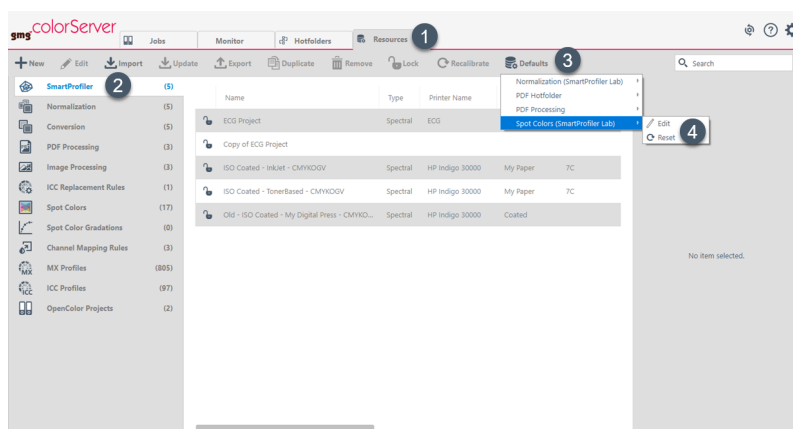 gmg colorServer
Jobs Monitor Hotfolders Resources 1
New Edit Import Update Export Duplicate Remove Lock Recalibrate Defaults 3 Search
SmartProfiler 2 (5)
Normalization (5)
Conversion (5)
PDF Processing (3)
Image Processing (3)
ICC Replacement Rules (1)
Spot Colors (17)
Spot Color Gradations (0)
Channel Mapping Rules (3)
MX Profiles (805)
ICC Profiles (97)
OpenColor Projects (2)
Name Type Printer Name
ECG Project Spectral ECG
Copy of ECG Project
ISO Coated - InkJet - CMYKOGV Spectral HP Indigo 30000 My Paper 7C
ISO Coated - TonerBased - CMYKOGV Spectral HP Indigo 30000 My Paper 7C
Old - ISO Coated - My Digital Press - CMYKO... Spectral HP Indigo 30000 Coated
Normalization (SmartProfiler Lab)
PDF Hotfolder
PDF Processing
Spot Colors (SmartProfiler Lab)
Edit
Reset 4
No item selected.
MX
ICC